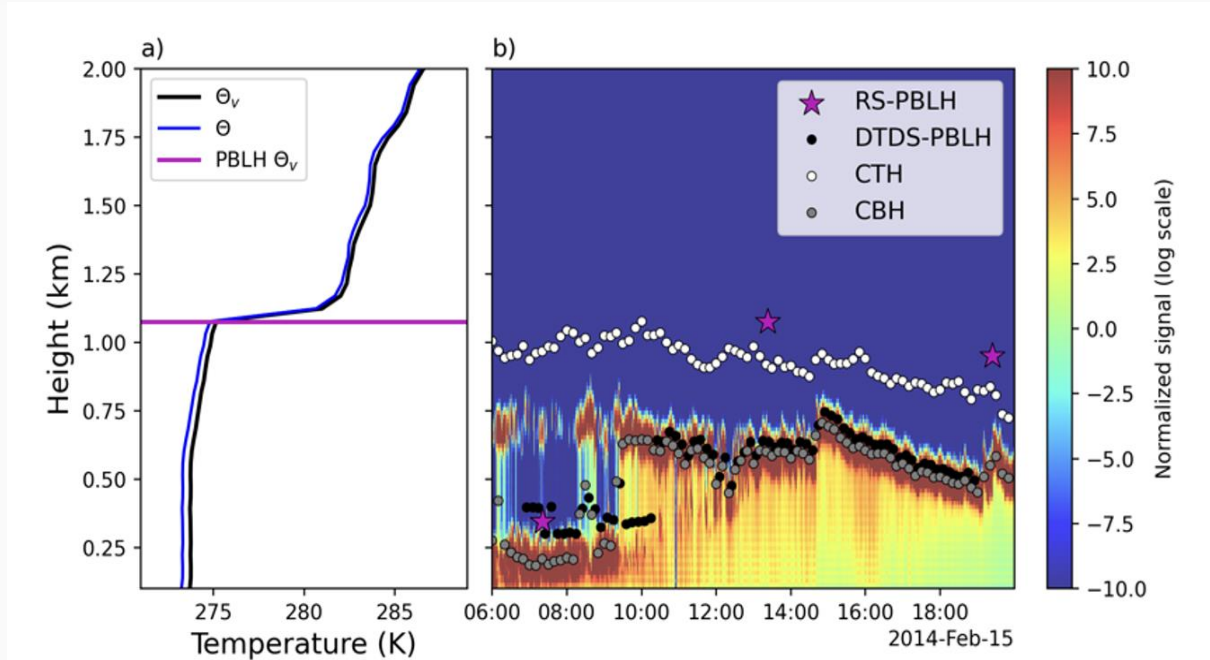 a)
2.00
1.75
1.50
1.25
1.00
0.75
0.50
0.25
Height (km)
Θv
Θ
PBLH Θv
275 280 285
Temperature (K)
b)
RS-PBLH
DTDS-PBLH
CTH
CBH
06:00 08:00 10:00 12:00 14:00 16:00 18:00
2014-Feb-15
10.0
7.5
5.0
2.5
0.0
−2.5
−5.0
−7.5
−10.0
Normalized signal (log scale)